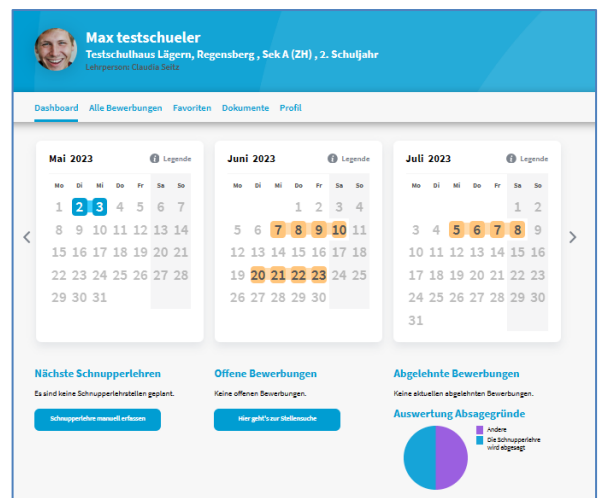 Max testschueler
Testschulhaus Lägern, Regensberg , Sek A (ZH) , 2. Schuljahr
Lehrperson: Claudia Seitz
Dashboard Alle Bewerbungen Favoriten Dokumente Profil
Mai 2023 i Legende
Mo Di Mi Do Fr Sa So
1 2 3 4 5 6 7
8 9 10 11 12 13 14
15 16 17 18 19 20 21
22 23 24 25 26 27 28
29 30 31
Juni 2023 i Legende
Mo Di Mi Do Fr Sa So
1 2 3 4
5 6 7 8 9 10 11
12 13 14 15 16 17 18
19 20 21 22 23 24 25
26 27 28 29 30
Juli 2023 i Legende
Mo Di Mi Do Fr Sa So
1 2
3 4 5 6 7 8 9
10 11 12 13 14 15 16
17 18 19 20 21 22 23
24 25 26 27 28 29 30
31
Nächste Schnupperlehren
Es sind keine Schnupperlehrstellen geplant.
Schnupperlehre manuell erfassen
Offene Bewerbungen
Keine offenen Bewerbungen.
Hier geht's zur Stellensuche
Abgelehnte Bewerbungen
Keine aktuellen abgelehnten Bewerbungen.
Auswertung Absagegründe
Andere
Die Schnupperlehre
wird abgesagt